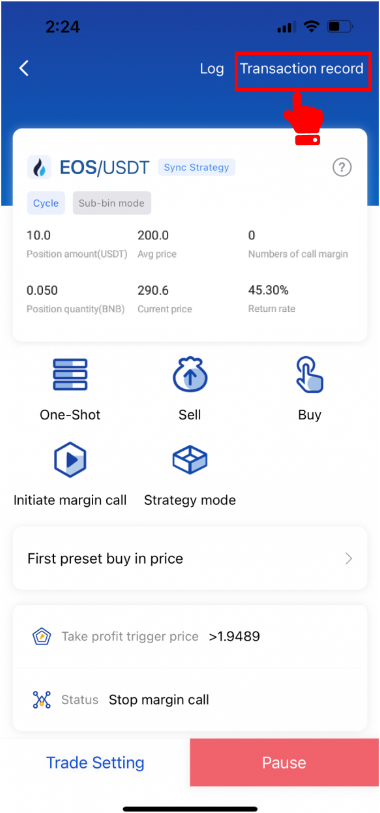 2:24
Log Transaction record
EOS/USDT Sync Strategy ?
Cycle Sub-bin mode
10.0 200.0 0
Position amount(USDT) Avg price Numbers of call margin
0.050 290.6 45.30%
Position quantity(BNB) Current price Return rate
One-Shot Sell Buy
Initiate margin call Strategy mode
First preset buy in price
Take profit trigger price >1.9489
Status Stop margin call
Trade Setting Pause